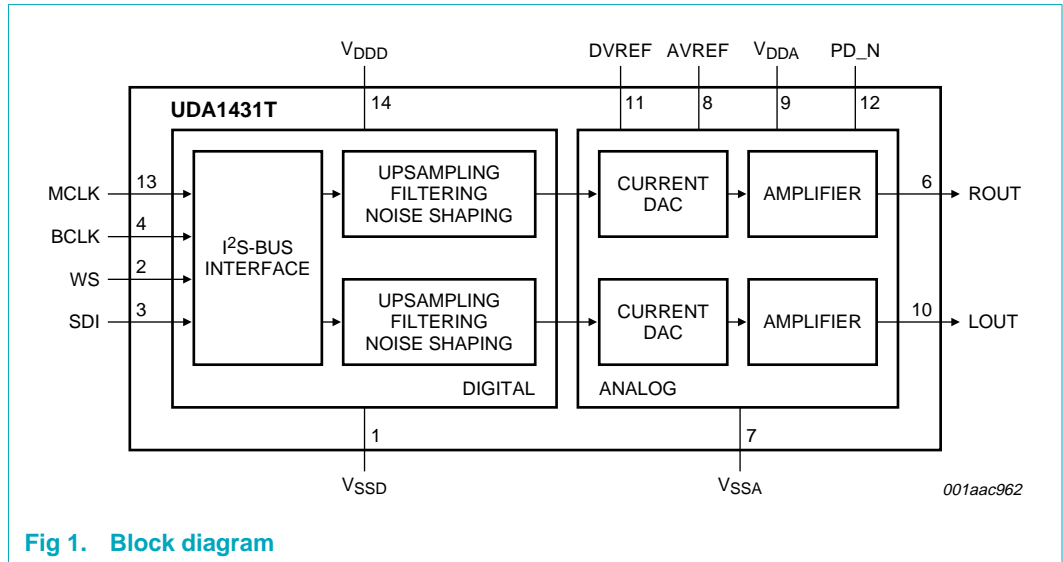 VDDD DVREF AVREF VDDA PD_N
14 11 8 9 12
UDA1431T
MCLK 13
BCLK 4
WS 2
SDI 3
I2S-BUS
INTERFACE
UPSAMPLING
FILTERING
NOISE SHAPING
CURRENT
DAC
AMPLIFIER
6 ROUT
UPSAMPLING
FILTERING
NOISE SHAPING
CURRENT
DAC
AMPLIFIER
10 LOUT
DIGITAL
ANALOG
1 7
VSSD VSSA
001aac962
Fig 1. Block diagram